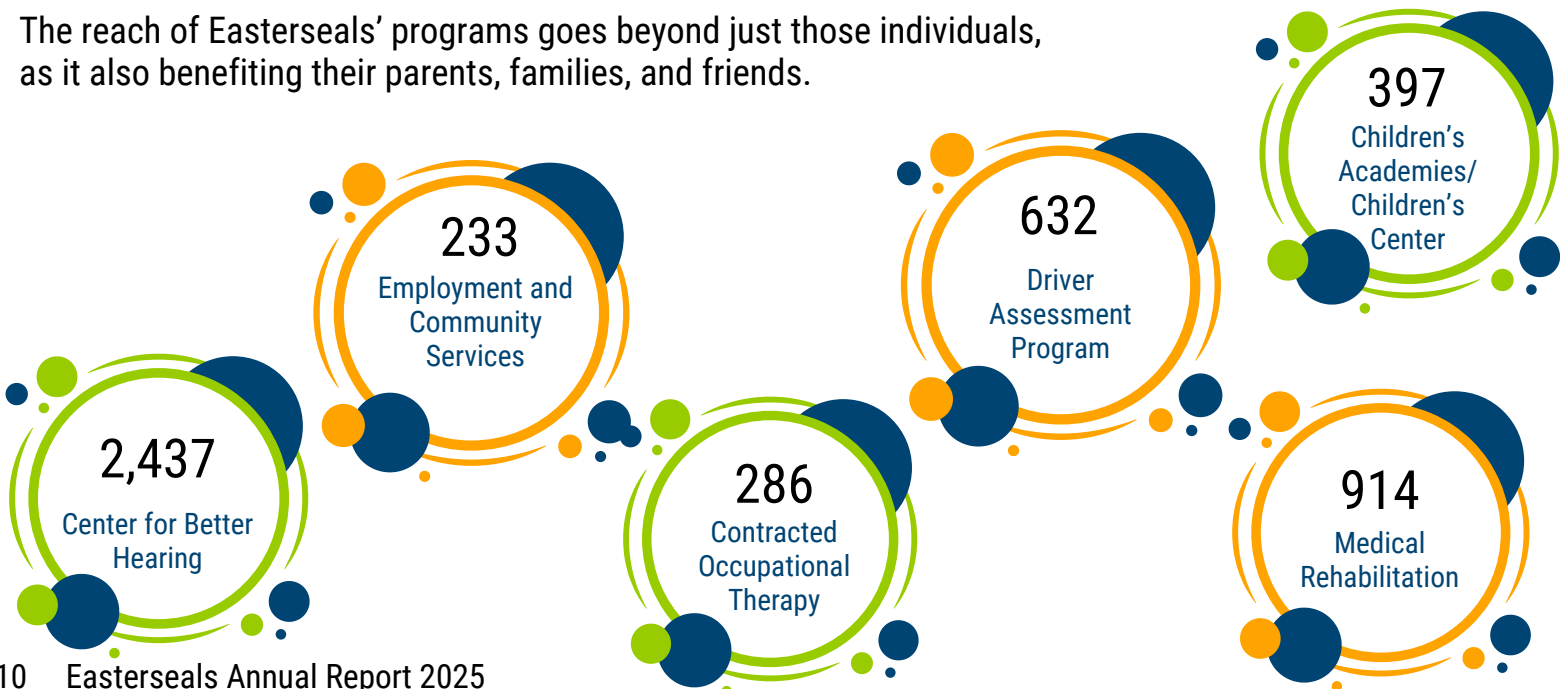 The reach of Easterseals’ programs goes beyond just those individuals,
as it also benefiting their parents, families, and friends.
397
Children’s
Academies/
Children’s
Center
233
Employment and
Community
Services
632
Driver
Assessment
Program
2,437
Center for Better
Hearing
286
Contracted
Occupational
Therapy
914
Medical
Rehabilitation
10 Easterseals Annual Report 2025